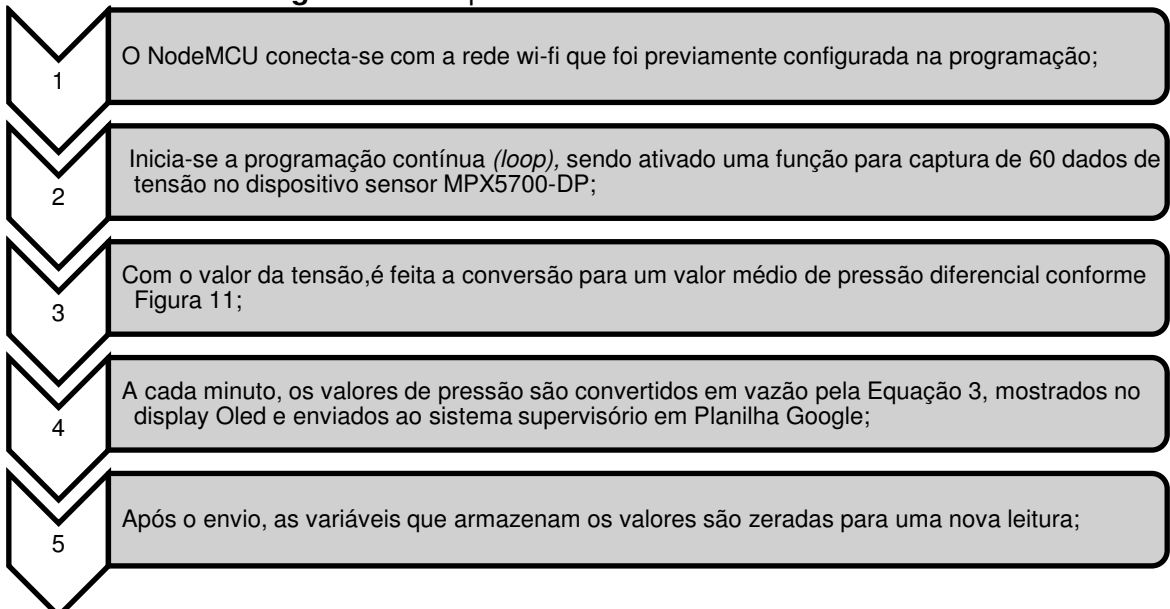 1
O NodeMCU conecta-se com a rede wi-fi que foi previamente configurada na programação;
2
Inicia-se a programação contínua (loop), sendo ativado uma função para captura de 60 dados de
tensão no dispositivo sensor MPX5700-DP;
3
Com o valor da tensão,é feita a conversão para um valor médio de pressão diferencial conforme
Figura 11;
4
A cada minuto, os valores de pressão são convertidos em vazão pela Equação 3, mostrados no
display Oled e enviados ao sistema supervisório em Planilha Google;
5
Após o envio, as variáveis que armazenam os valores são zeradas para uma nova leitura;